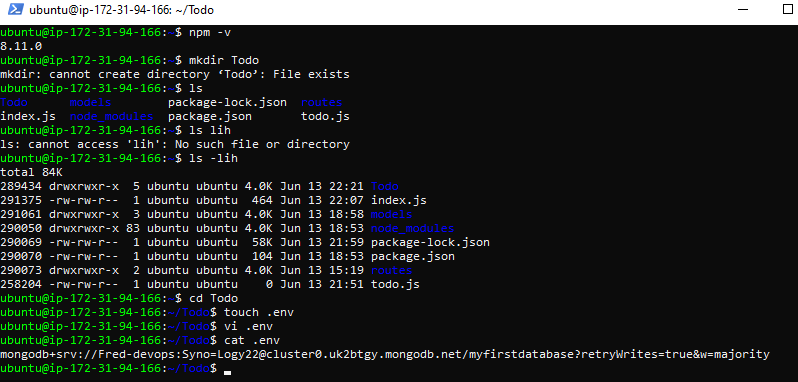 ubuntu@ip-172-31-94-166: ~/Todo
ubuntu@ip-172-31-94-166:~$ npm -v
8.11.0
ubuntu@ip-172-31-94-166:~$ mkdir Todo
mkdir: cannot create directory ‘Todo’: File exists
ubuntu@ip-172-31-94-166:~$ ls
Todo models package-lock.json routes
index.js node_modules package.json todo.js
ubuntu@ip-172-31-94-166:~$ ls lih
ls: cannot access 'lih': No such file or directory
ubuntu@ip-172-31-94-166:~$ ls -lih
total 84K
289434 drwxrwxr-x 5 ubuntu ubuntu 4.0K Jun 13 22:21 Todo
291375 -rw-rw-r-- 1 ubuntu ubuntu 464 Jun 13 22:07 index.js
291061 drwxrwxr-x 3 ubuntu ubuntu 4.0K Jun 13 18:58 models
290050 drwxrwxr-x 83 ubuntu ubuntu 4.0K Jun 13 18:53 node_modules
290069 -rw-rw-r-- 1 ubuntu ubuntu 58K Jun 13 21:59 package-lock.json
290070 -rw-rw-r-- 1 ubuntu ubuntu 104 Jun 13 18:53 package.json
290073 drwxrwxr-x 2 ubuntu ubuntu 4.0K Jun 13 15:19 routes
258204 -rw-rw-r-- 1 ubuntu ubuntu 0 Jun 13 21:51 todo.js
ubuntu@ip-172-31-94-166:~$ cd Todo
ubuntu@ip-172-31-94-166:~/Todo$ touch .env
ubuntu@ip-172-31-94-166:~/Todo$ vi .env
ubuntu@ip-172-31-94-166:~/Todo$ cat .env
mongodb+srv://Fred-devops:Syno=Logy22@cluster0.uk2btgy.mongodb.net/myfirstdatabase?retryWrites=true&w=majority
ubuntu@ip-172-31-94-166:~/Todo$